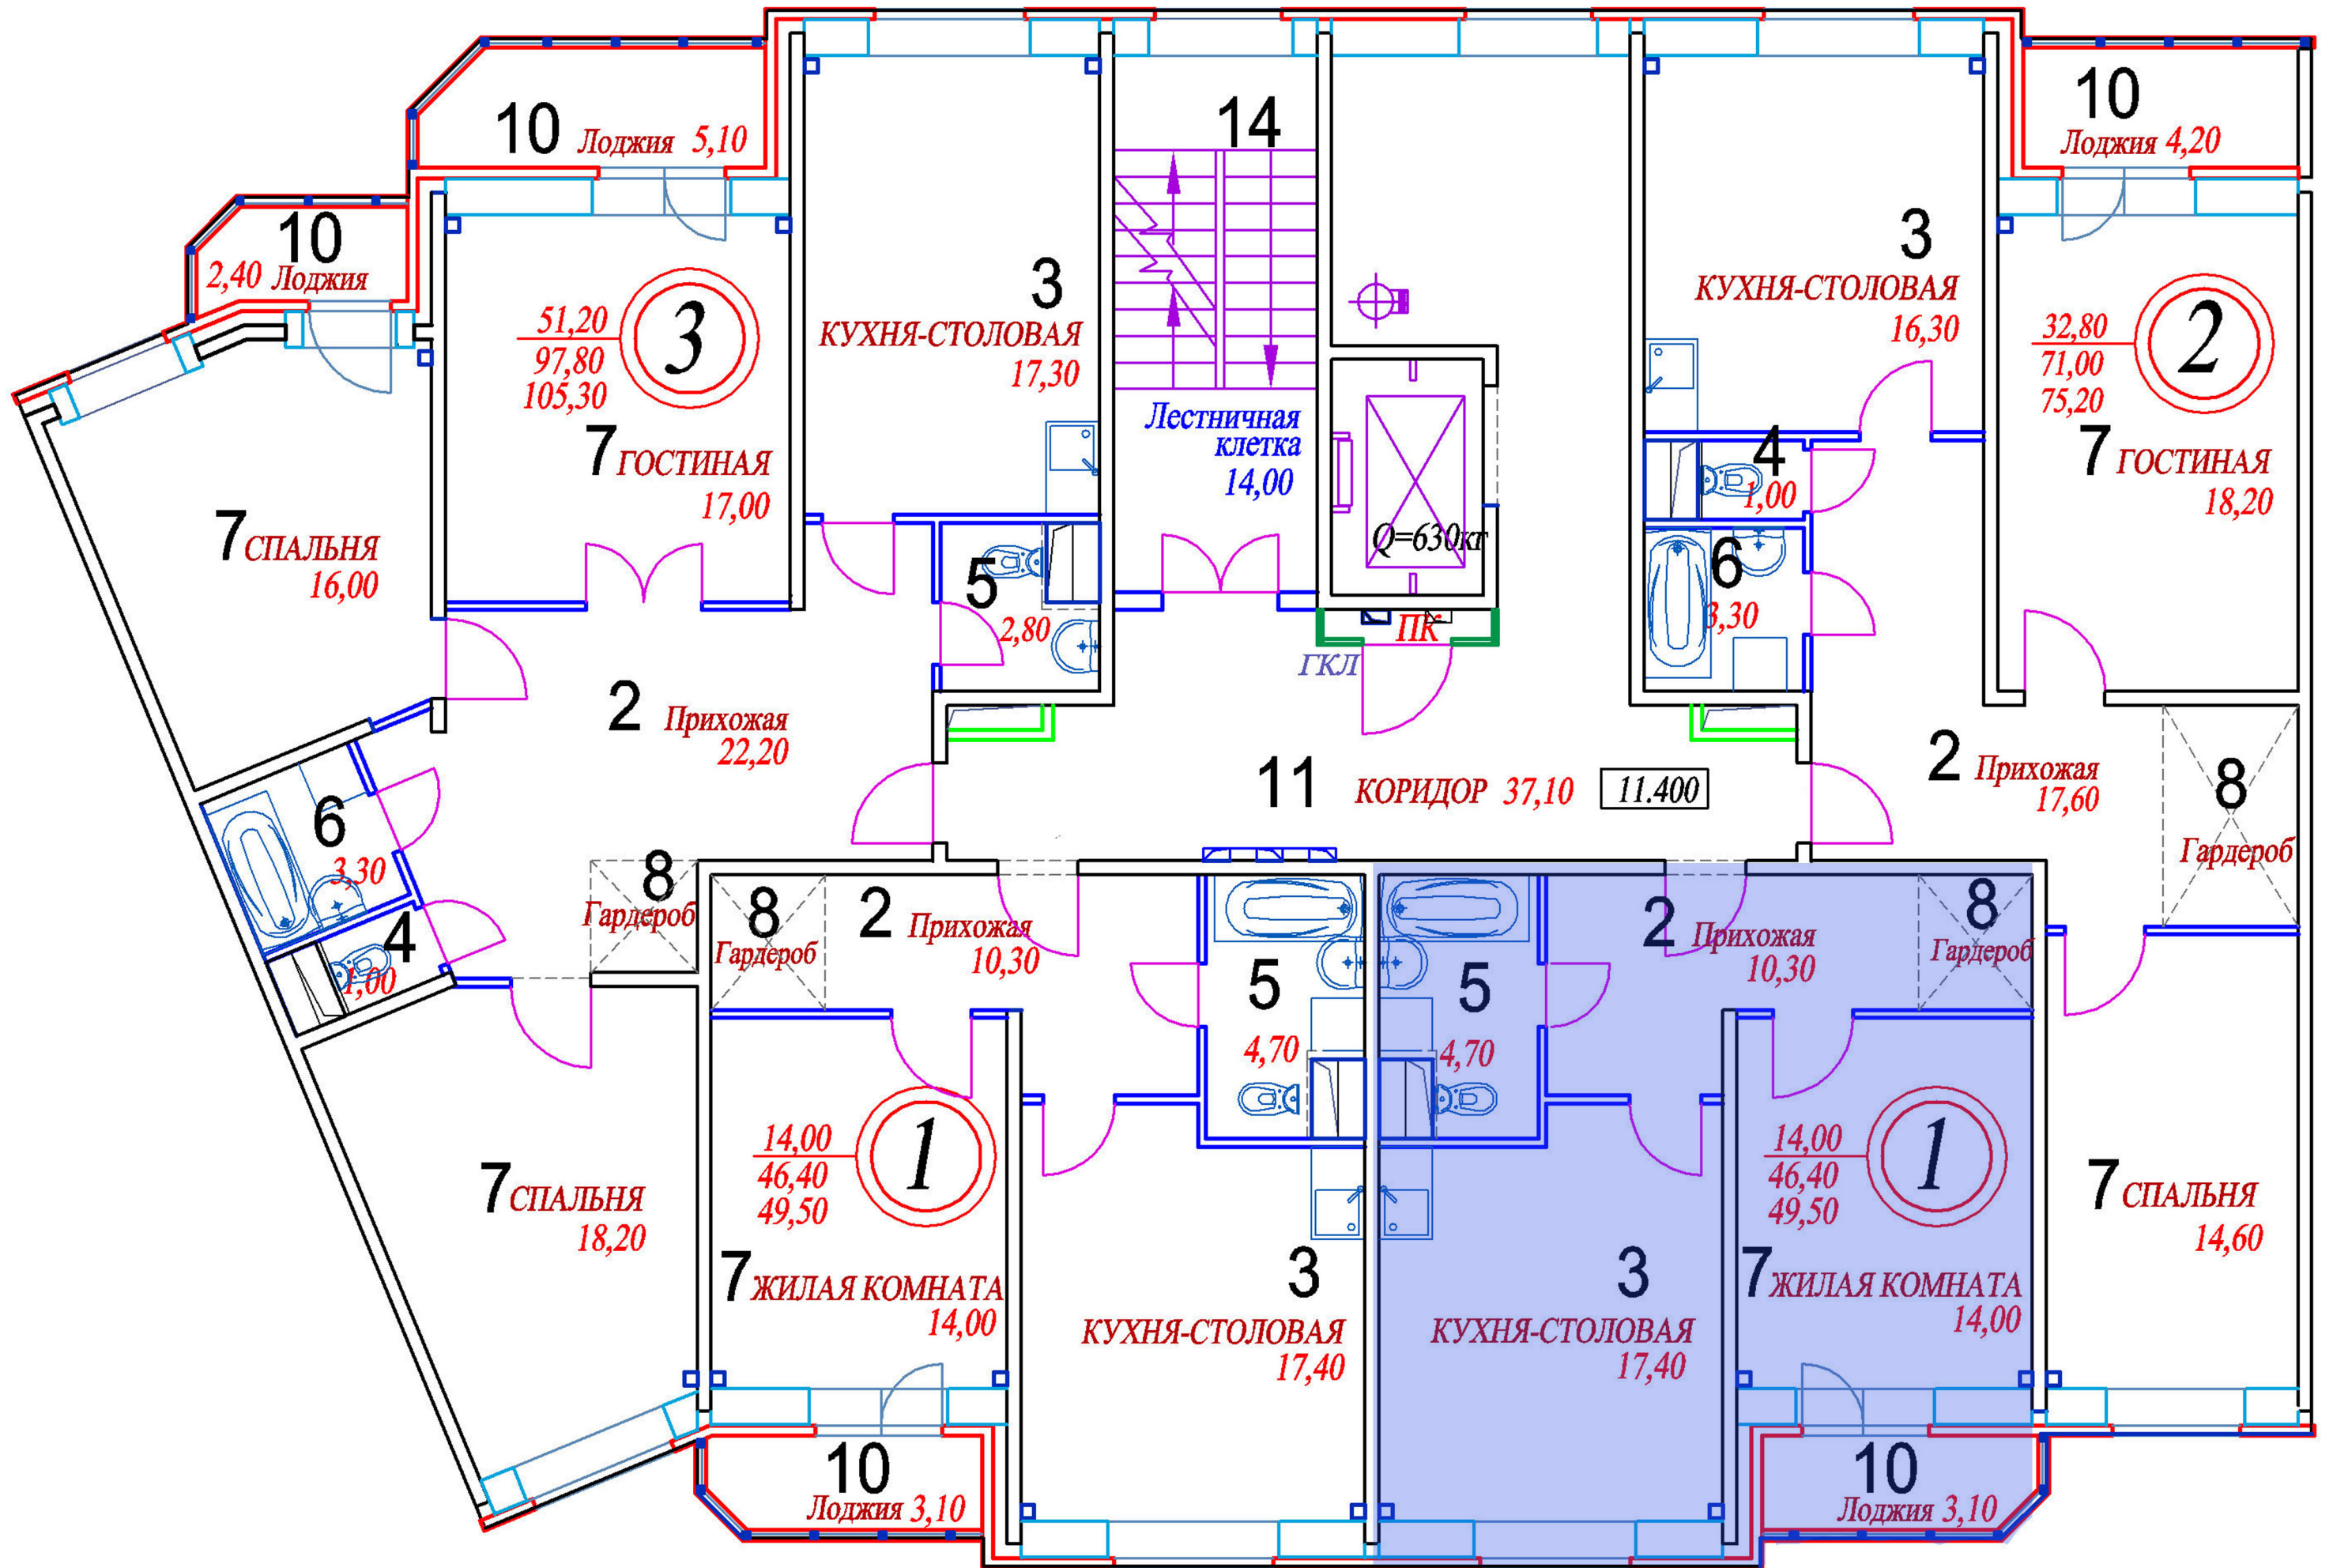 10 Лоджия 5,10
10
2,40 Лоджия
14
10
Лоджия 4,20
3
51,20
97,80
105,30
3
КУХНЯ-СТОЛОВАЯ
17,30
3
КУХНЯ-СТОЛОВАЯ
16,30
2
32,80
71,00
75,20
Лестничная
клетка
14,00
7 ГОСТИНАЯ
17,00
7 СПАЛЬНЯ
16,00
Q=630кг
4
1,00
7 ГОСТИНАЯ
18,20
5
2,80
6
3,30
ПК
ГКЛ
2 Прихожая
22,20
11 КОРИДОР 37,10 11.400
2 Прихожая
17,60
8
Гардероб
6
3,30
4
1,00
8
Гардероб
8
Гардероб
2 Прихожая
10,30
5
4,70
5
4,70
2 Прихожая
10,30
8
Гардероб
7 СПАЛЬНЯ
18,20
1
14,00
46,40
49,50
7 ЖИЛАЯ КОМНАТА
14,00
3
КУХНЯ-СТОЛОВАЯ
17,40
3
КУХНЯ-СТОЛОВАЯ
17,40
1
14,00
46,40
49,50
7 ЖИЛАЯ КОМНАТА
14,00
7 СПАЛЬНЯ
14,60
10
Лоджия 3,10
10
Лоджия 3,10